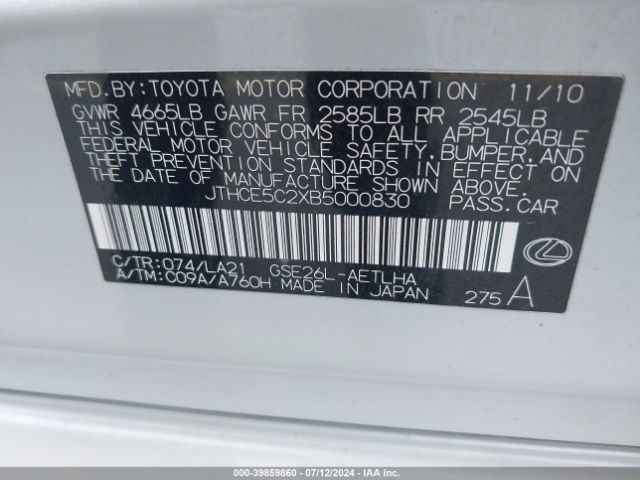 MFD.BY:TOYOTA MOTOR CORPORATION 11/10
GVWR 4665LB GAWR FR 2585LB RR 2545LB
THIS VEHICLE CONFORMS TO ALL APPLICABLE
FEDERAL MOTOR VEHICLE SAFETY,BUMPER,AND
THEFT PREVENTION STANDARDS IN EFFECT ON
THE DATE OF MANUFACTURE SHOWN ABOVE.
JTHCE5C2XB5000830 PASS.CAR
C/TR:074/LA21 GSE26L-AETLHA
A/TM:C09A/A760H MADE IN JAPAN 275 A
000-39859860 - 07/12/2024 - IAA Inc.